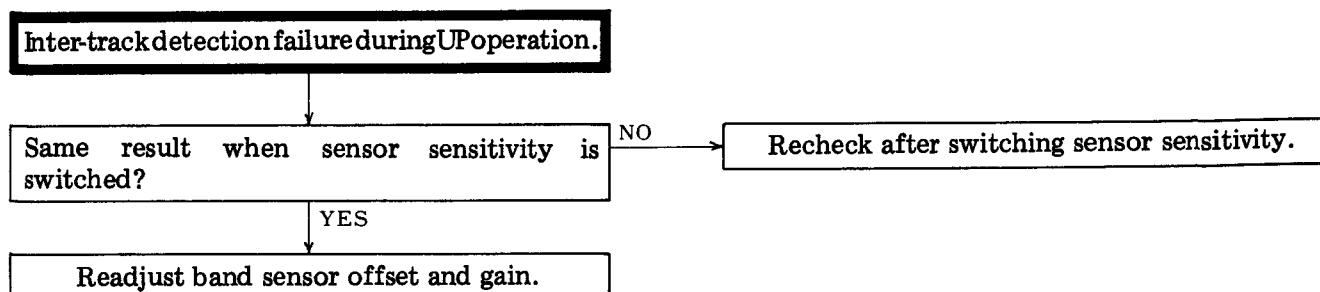 Inter-track detection failure during UP operation.
Same result when sensor sensitivity is
switched?
NO
Recheck after switching sensor sensitivity.
YES
Readjust band sensor offset and gain.